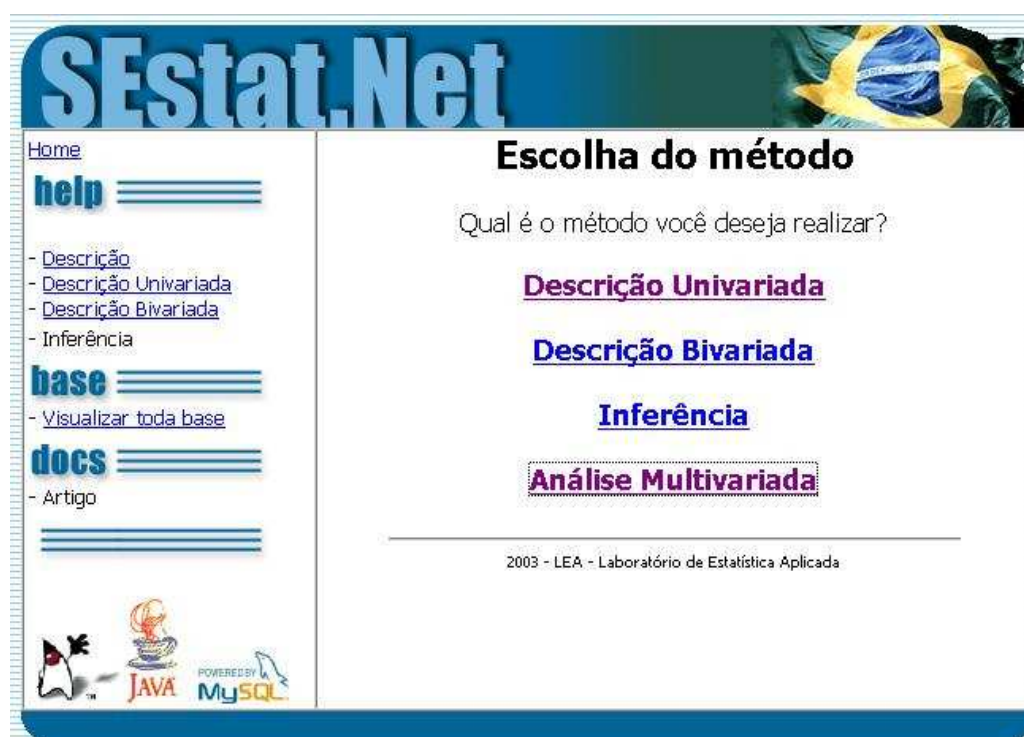 SEstat.Net
Home
help
- Descrição
- Descrição Univariada
- Descrição Bivariada
- Inferência
base
- Visualizar toda base
docs
- Artigo
TM
JAVA
POWERED BY
MySQL
Escolha do método
Qual é o método você deseja realizar?
Descrição Univariada
Descrição Bivariada
Inferência
Análise Multivariada
2003 - LEA - Laboratório de Estatística Aplicada